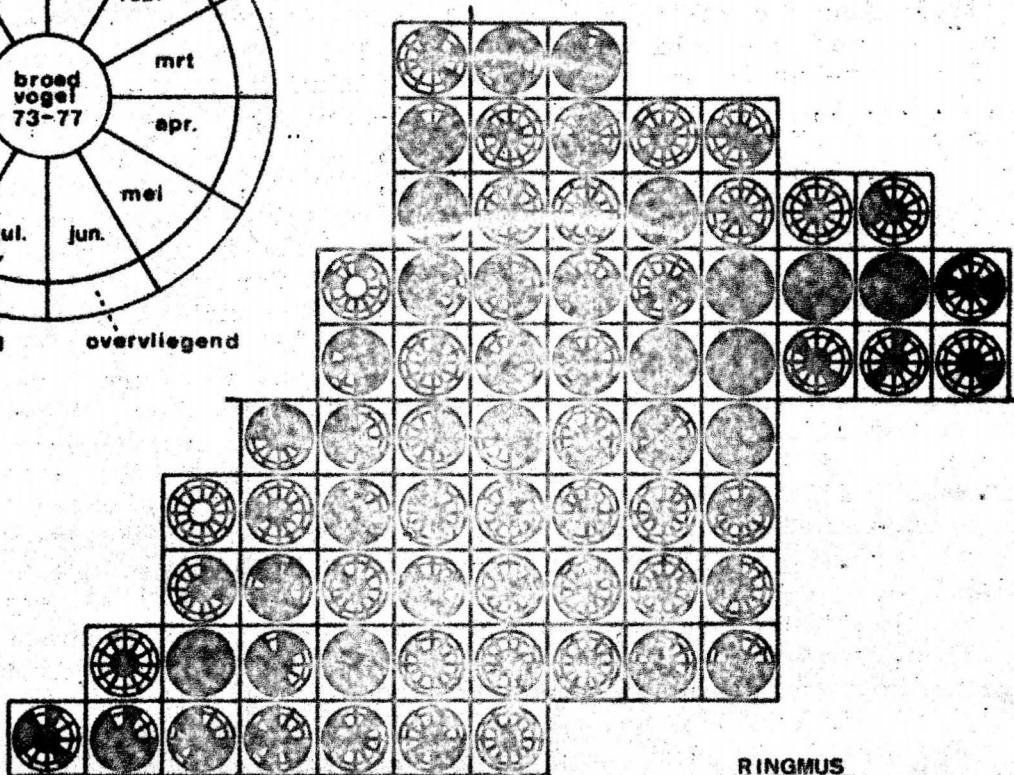 mrt
broed
vogel
73-77
apr.
mei
jun.
overvliegend
RINGMUS